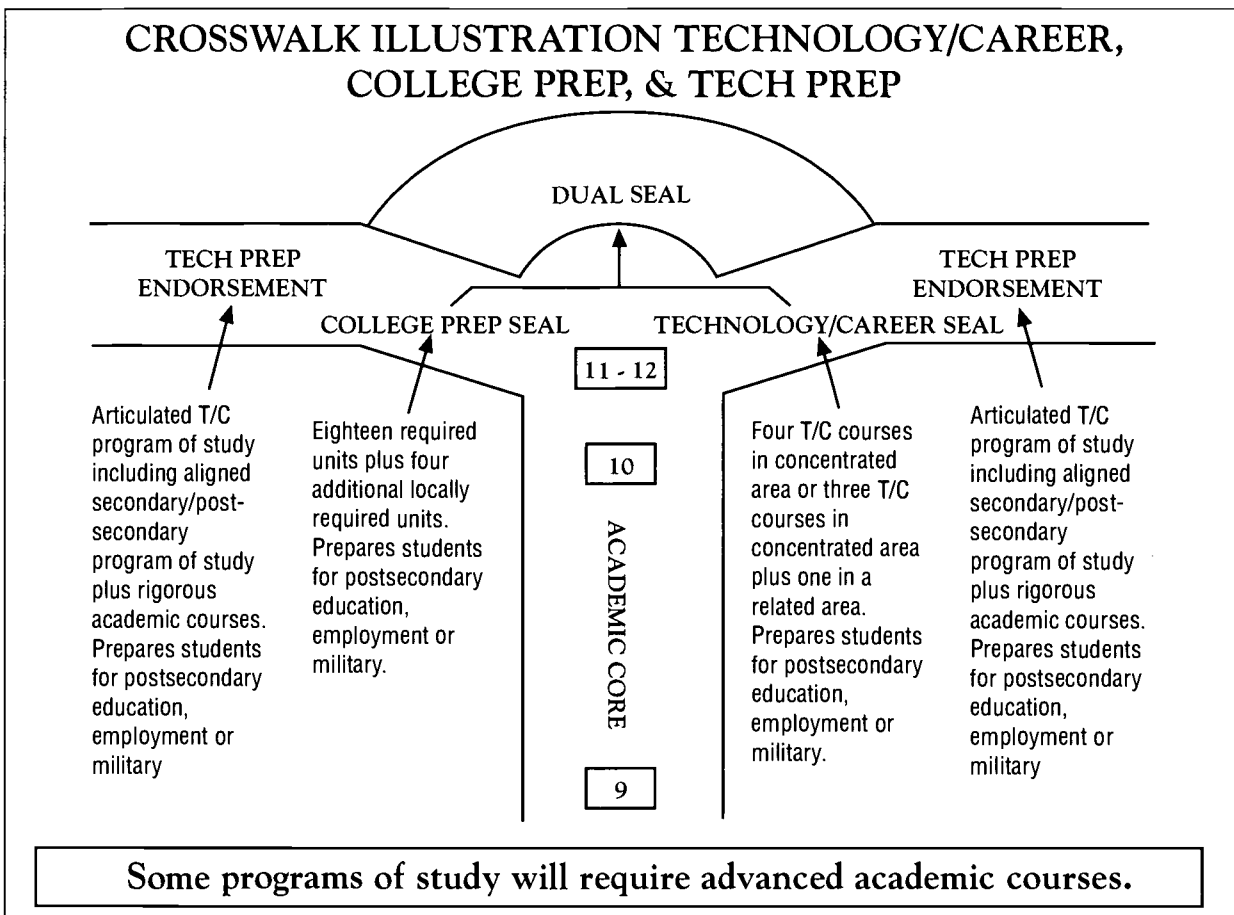 CROSSWALK ILLUSTRATION TECHNOLOGY/CAREER,
COLLEGE PREP, & TECH PREP
DUAL SEAL
TECH PREP
ENDORSEMENT
TECH PREP
ENDORSEMENT
COLLEGE PREP SEAL
TECHNOLOGY/CAREER SEAL
11 - 12
10
ACADEMIC CORE
9
Articulated T/C
program of study
including aligned
secondary/post-
secondary
program of study
plus rigorous
academic courses.
Prepares students
for postsecondary
education,
employment or
military
Eighteen required
units plus four
additional locally
required units.
Prepares students
for postsecondary
education,
employment or
military.
Four T/C courses
in concentrated
area or three T/C
courses in
concentrated area
plus one in a
related area.
Prepares students
for postsecondary
education,
employment or
military.
Articulated T/C
program of study
including aligned
secondary/post-
secondary
program of study
plus rigorous
academic courses.
Prepares students
for postsecondary
education,
employment or
military
Some programs of study will require advanced academic courses.